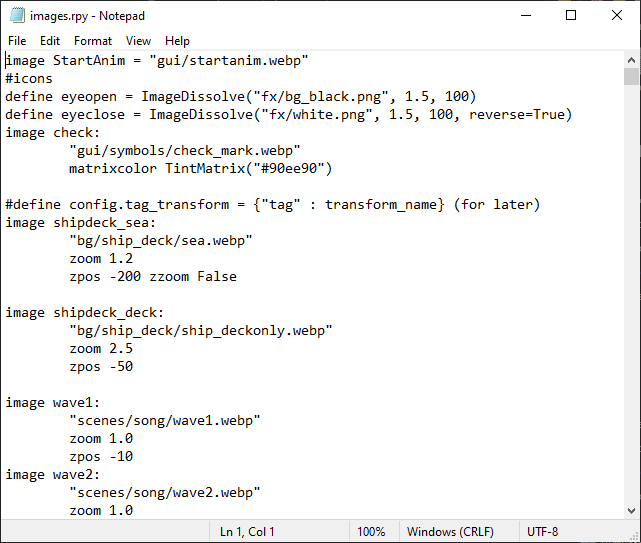 images.rpy - Notepad
File Edit Format View Help
image StartAnim = "gui/startanim.webp"
#icons
define eyeopen = ImageDissolve("fx/bg_black.png", 1.5, 100)
define eyeclose = ImageDissolve("fx/white.png", 1.5, 100, reverse=True)
image check:
        "gui/symbols/check_mark.webp"
        matrixcolor TintMatrix("#90ee90")

#define config.tag_transform = {"tag" : transform_name} (for later)
image shipdeck_sea:
        "bg/ship_deck/sea.webp"
        zoom 1.2
        zpos -200 zzoom False

image shipdeck_deck:
        "bg/ship_deck/ship_deckonly.webp"
        zoom 2.5
        zpos -50

image wave1:
        "scenes/song/wave1.webp"
        zoom 1.0
        zpos -10
image wave2:
        "scenes/song/wave2.webp"
        zoom 1.0
Ln 1, Col 1 100% Windows (CRLF) UTF-8